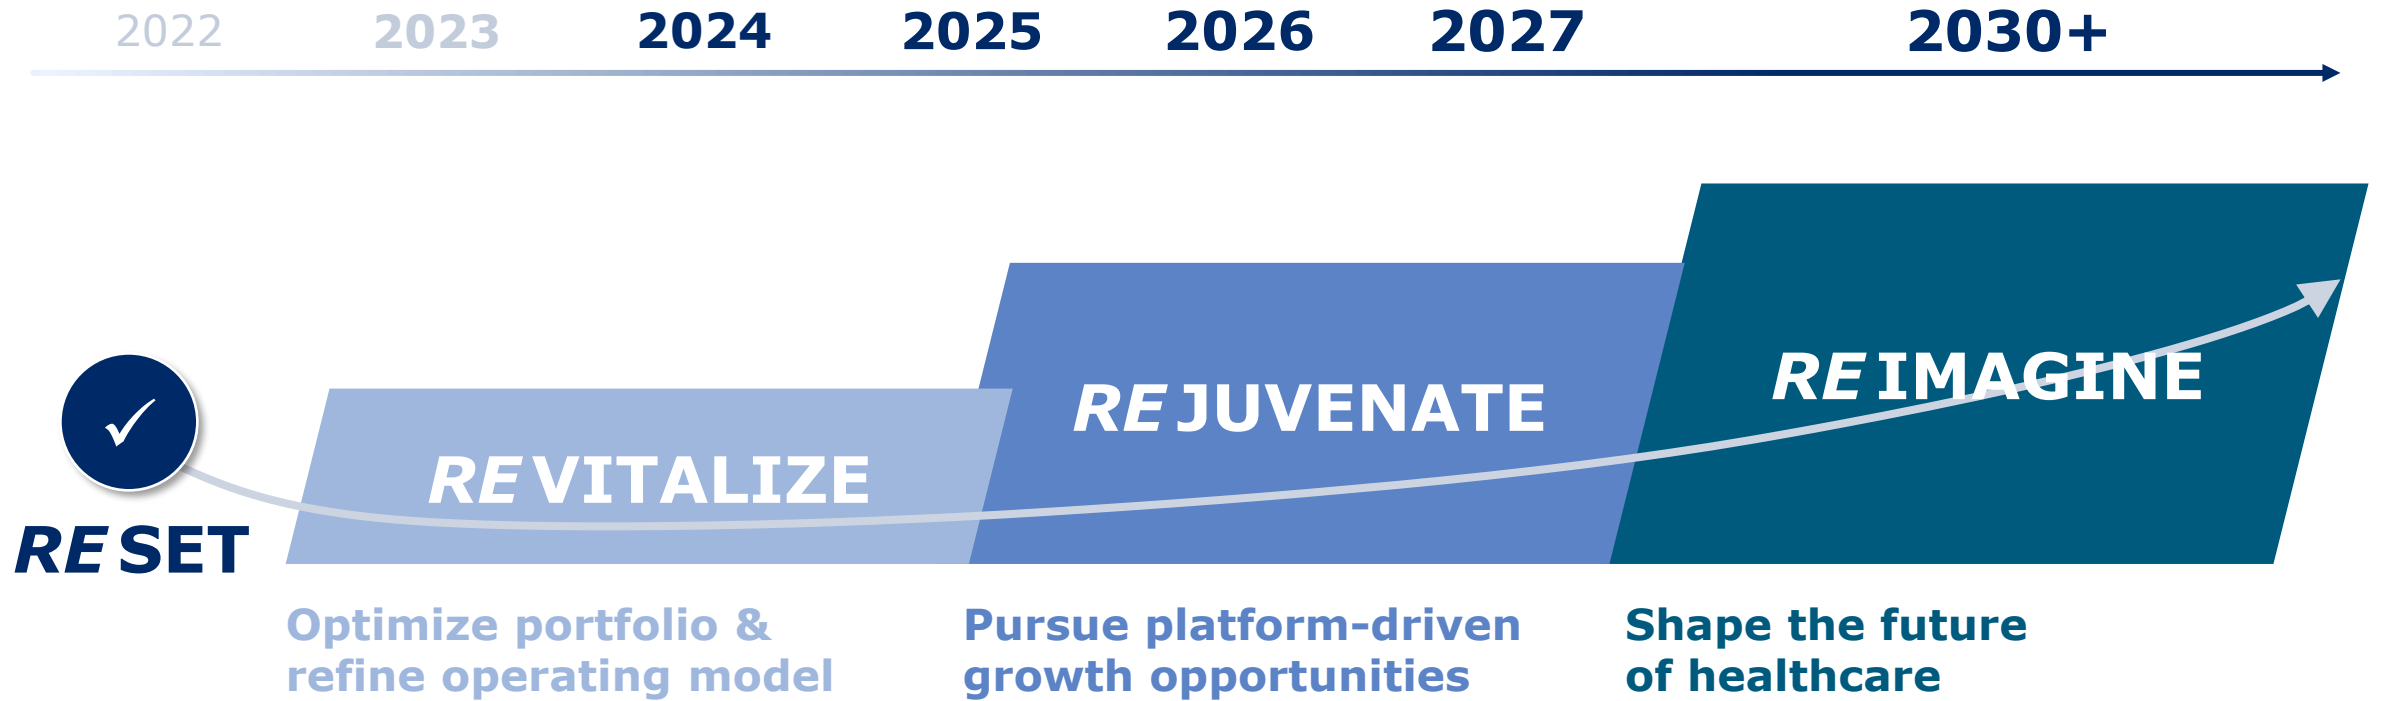 2022 2023 2024 2025 2026 2027 2030+
RESET
REVITALIZE
REJUVENATE
REIMAGINE
Optimize portfolio &
refine operating model
Pursue platform-driven
growth opportunities
Shape the future
of healthcare